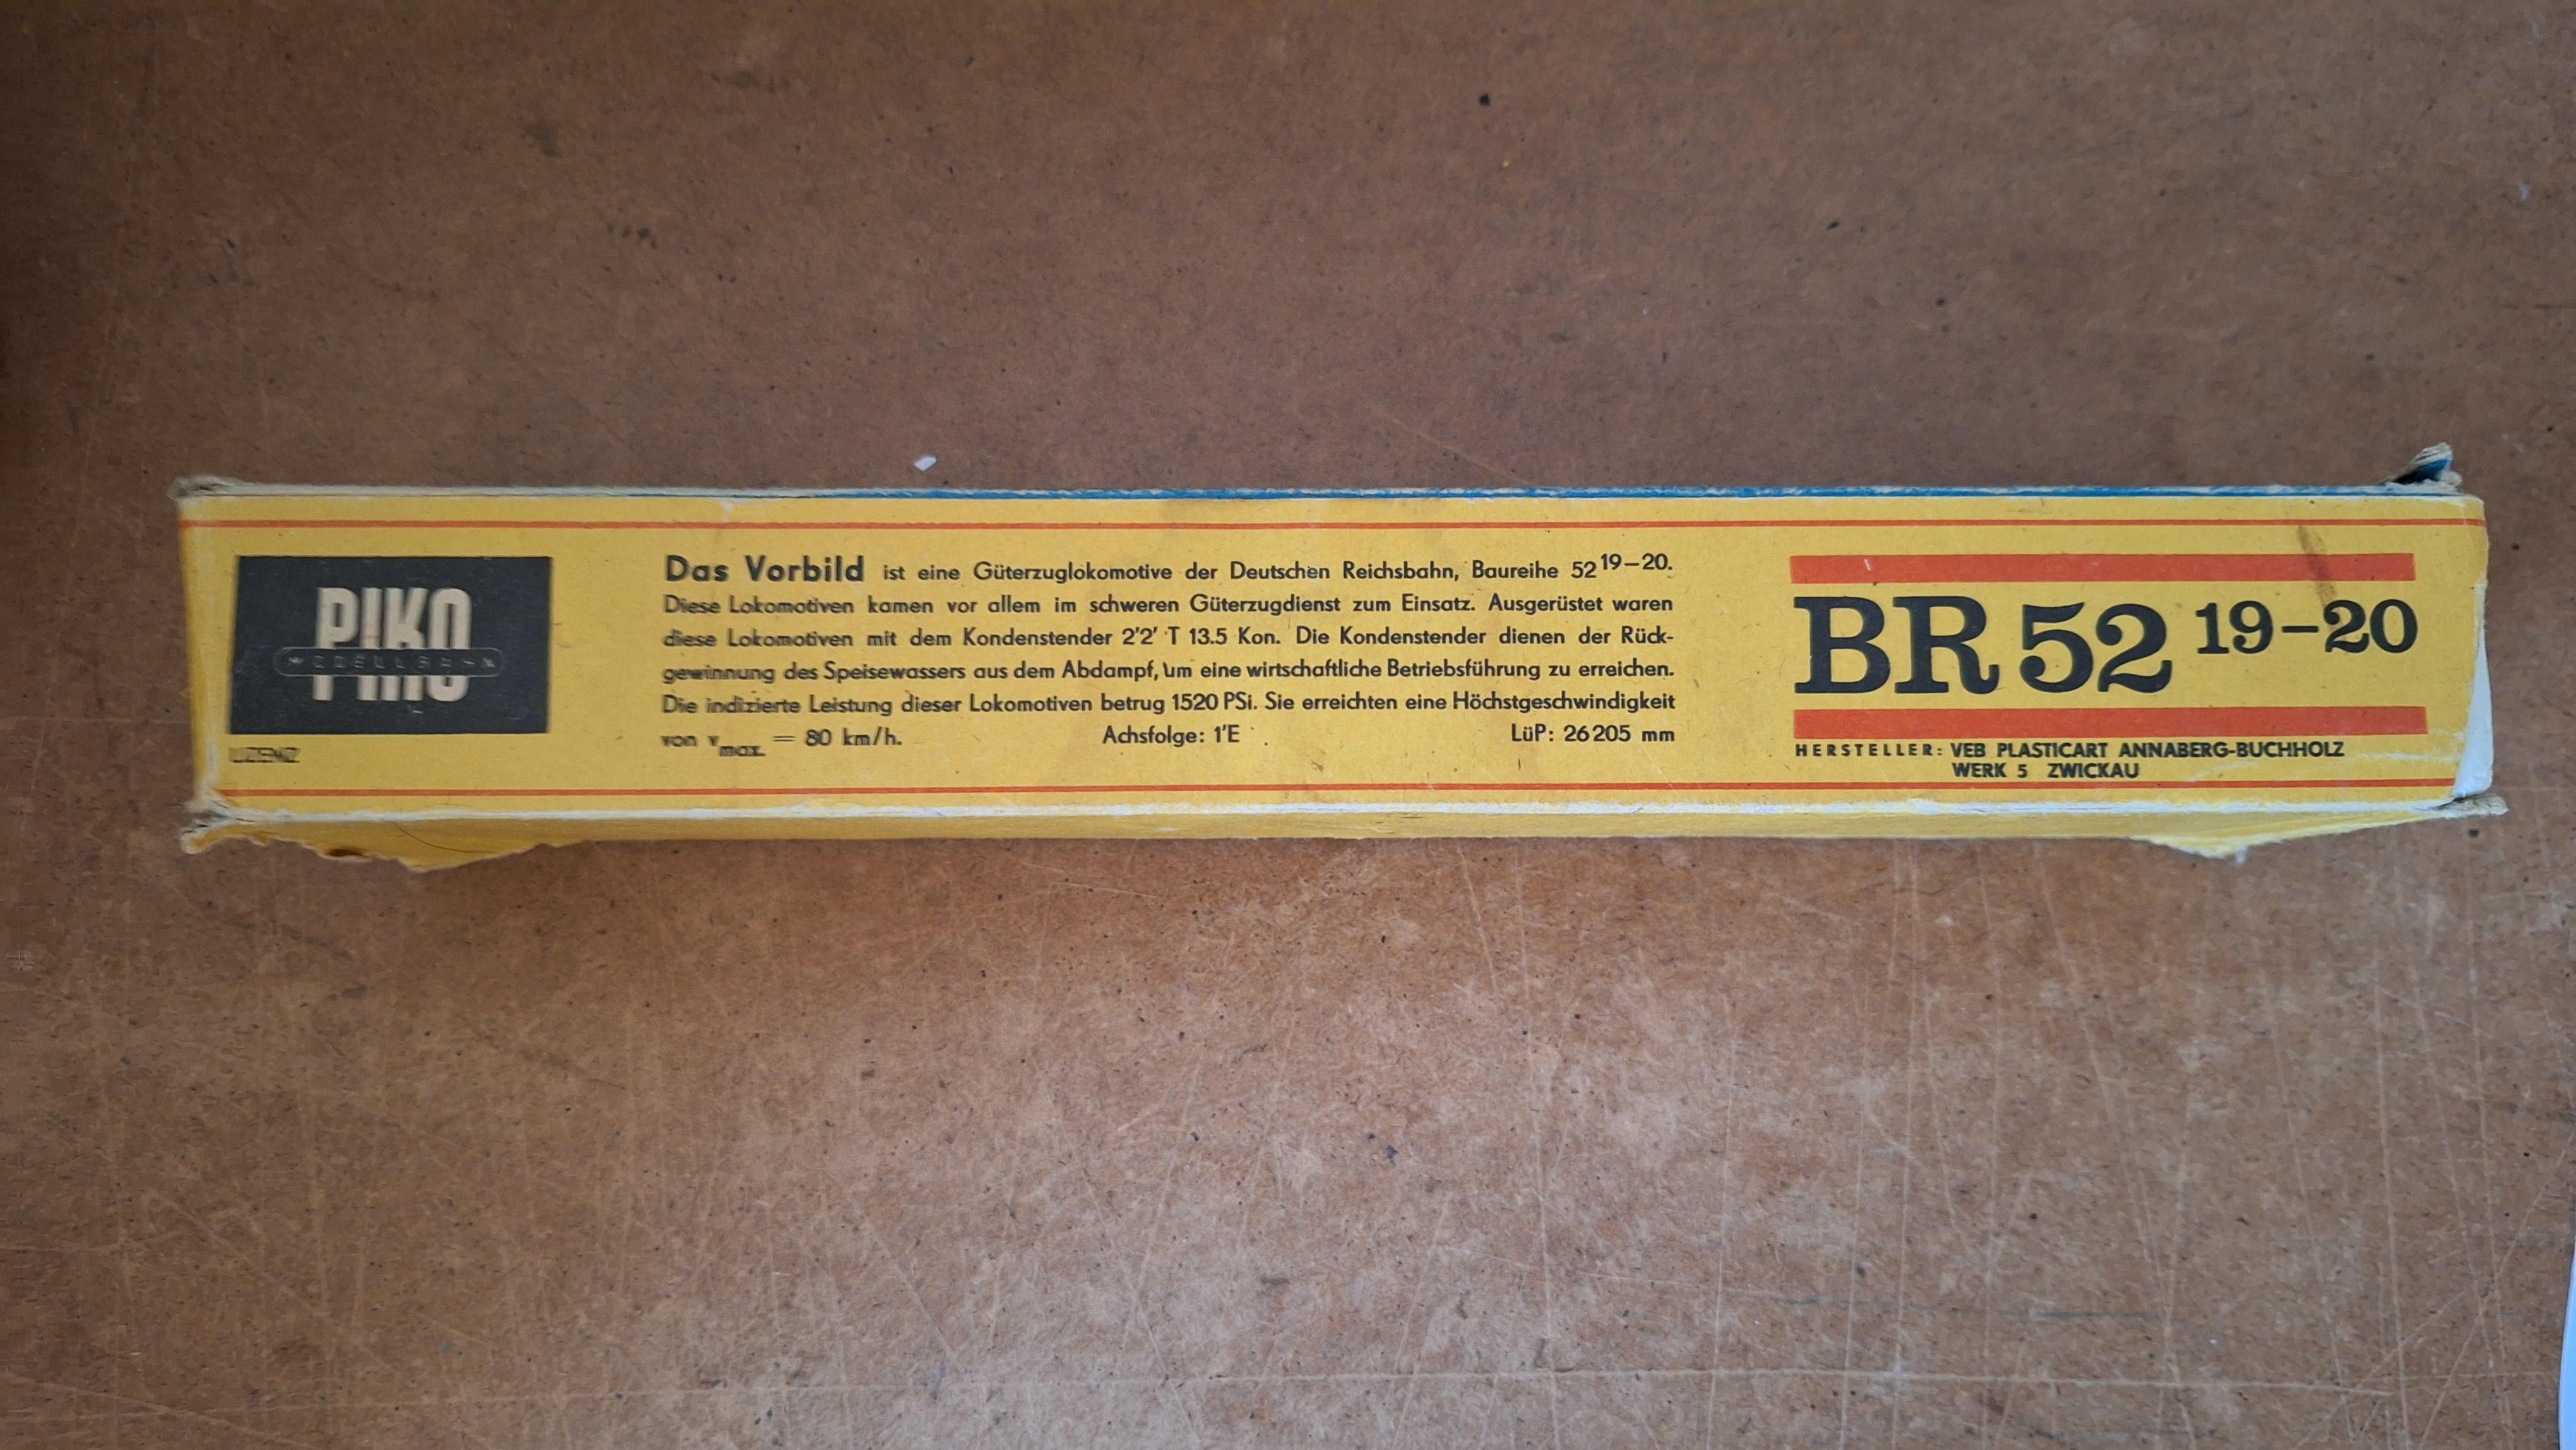 PIKO
MODELLBAHN
LIZENZ
Das Vorbild ist eine Güterzuglokomotive der Deutschen Reichsbahn, Baureihe 52 19–20.
Diese Lokomotiven kamen vor allem im schweren Güterzugdienst zum Einsatz. Ausgerüstet waren
diese Lokomotiven mit dem Kondenstender 2'2' T 13.5 Kon. Die Kondenstender dienen der Rück-
gewinnung des Speisewassers aus dem Abdampf, um eine wirtschaftliche Betriebsführung zu erreichen.
Die indizierte Leistung dieser Lokomotiven betrug 1520 PSi. Sie erreichten eine Höchstgeschwindigkeit
von v max. = 80 km/h. Achsfolge: 1'E LüP: 26 205 mm
BR 52 19–20
HERSTELLER: VEB PLASTICART ANNABERG-BUCHHOLZ
WERK 5 ZWICKAU